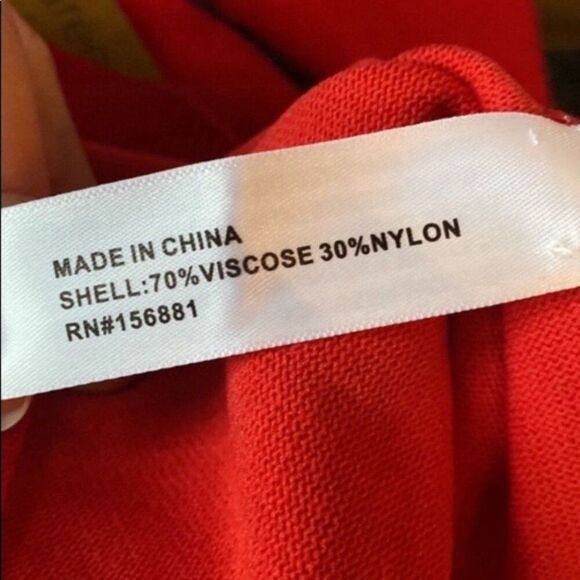 MADE IN CHINA
SHELL:70%VISCOSE 30%NYLON
RN#156881